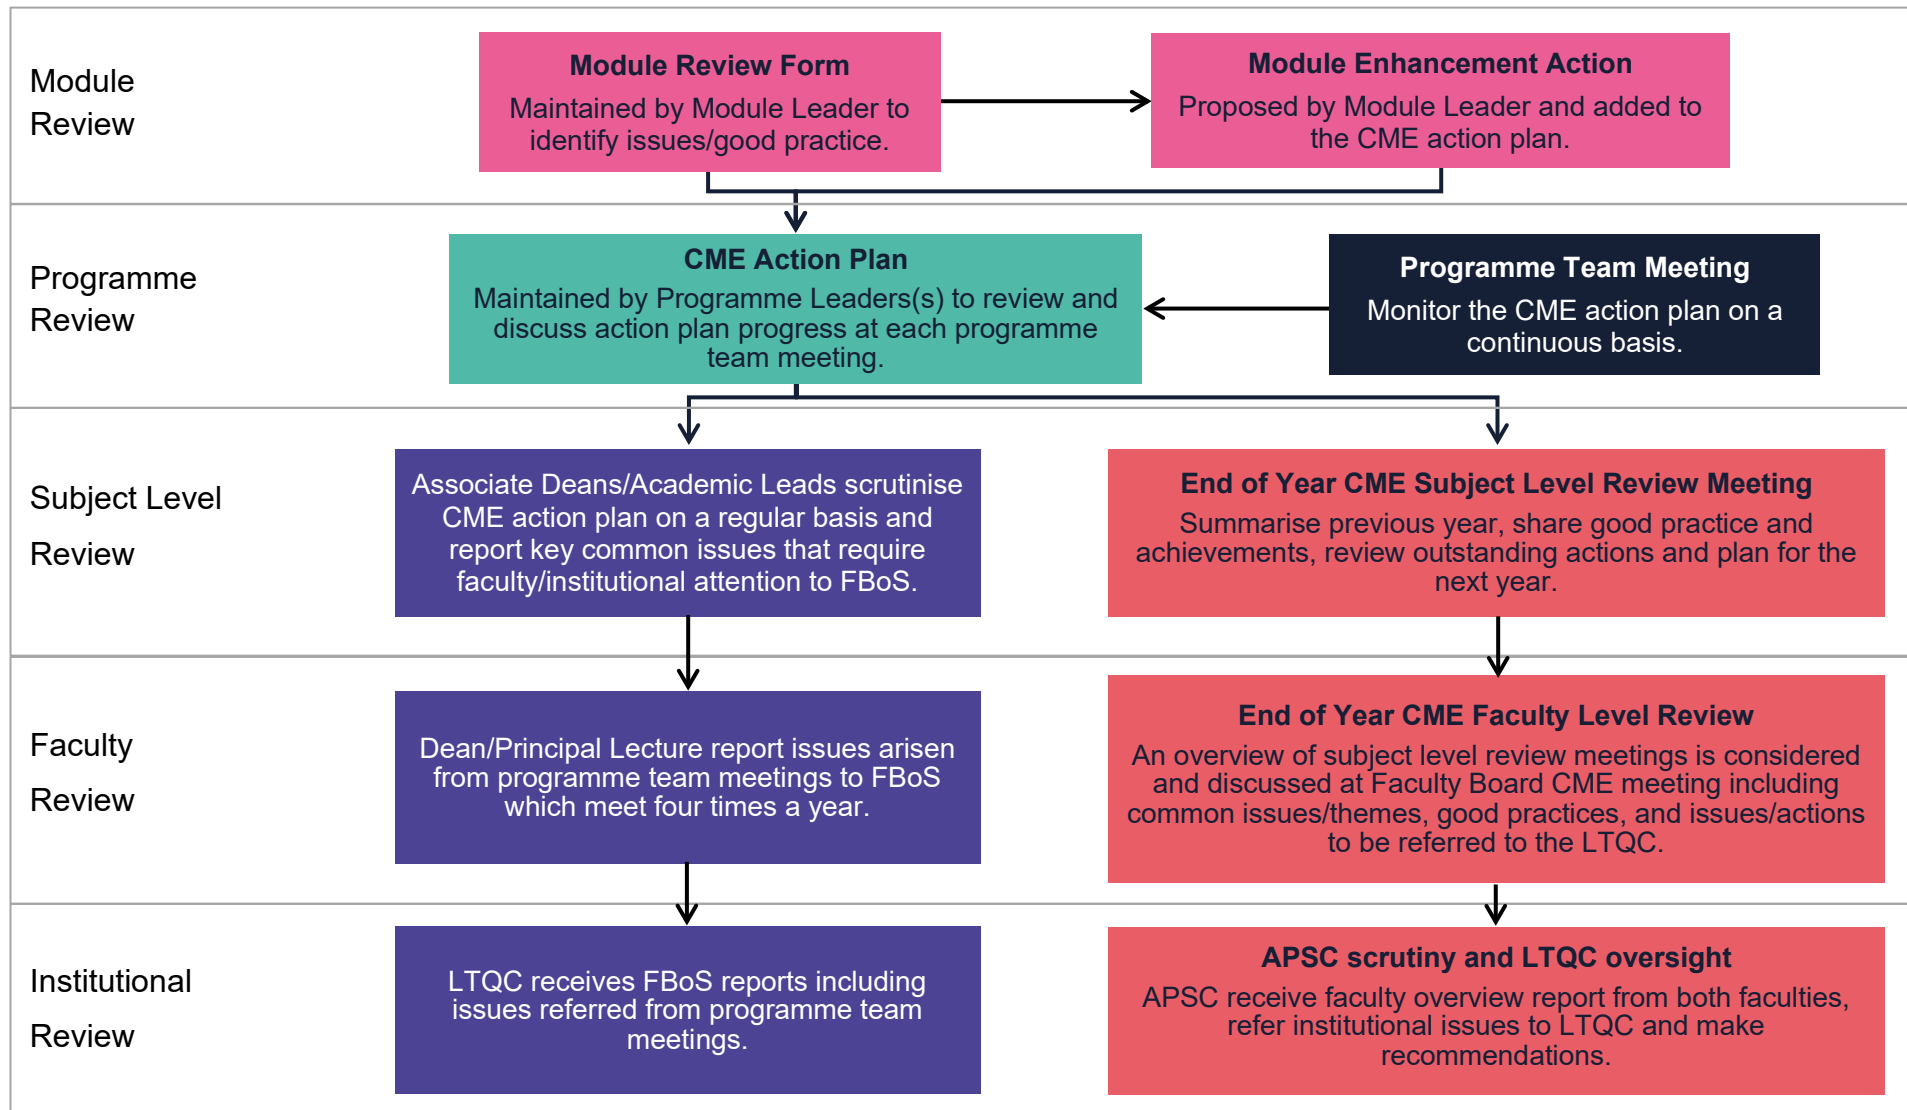 Module
Review
Module Review Form
Maintained by Module Leader to
identify issues/good practice.
Module Enhancement Action
Proposed by Module Leader and added to
the CME action plan.
Programme
Review
CME Action Plan
Maintained by Programme Leaders(s) to review and
discuss action plan progress at each programme
team meeting.
Programme Team Meeting
Monitor the CME action plan on a
continuous basis.
Subject Level
Review
Associate Deans/Academic Leads scrutinise
CME action plan on a regular basis and
report key common issues that require
faculty/institutional attention to FBoS.
End of Year CME Subject Level Review Meeting
Summarise previous year, share good practice and
achievements, review outstanding actions and plan for the
next year.
Faculty
Review
Dean/Principal Lecture report issues arisen
from programme team meetings to FBoS
which meet four times a year.
End of Year CME Faculty Level Review
An overview of subject level review meetings is considered
and discussed at Faculty Board CME meeting including
common issues/themes, good practices, and issues/actions
to be referred to the LTQC.
Institutional
Review
LTQC receives FBoS reports including
issues referred from programme team
meetings.
APSC scrutiny and LTQC oversight
APSC receive faculty overview report from both faculties,
refer institutional issues to LTQC and make
recommendations.